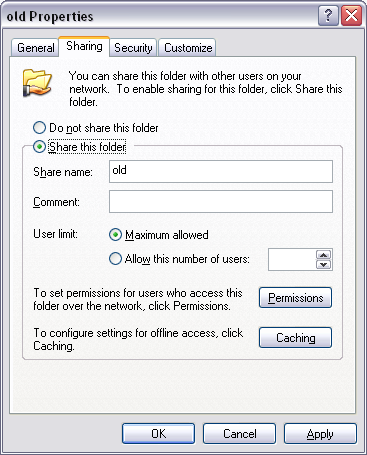 old Properties
General Sharing Security Customize
You can share this folder with other users on your
network. To enable sharing for this folder, click Share this
folder.
Do not share this folder
Share this folder
Share name: old
Comment:
User limit: Maximum allowed
Allow this number of users:
To set permissions for users who access this
folder over the network, click Permissions.
Permissions
To configure settings for offline access, click
Caching.
Caching
OK Cancel Apply